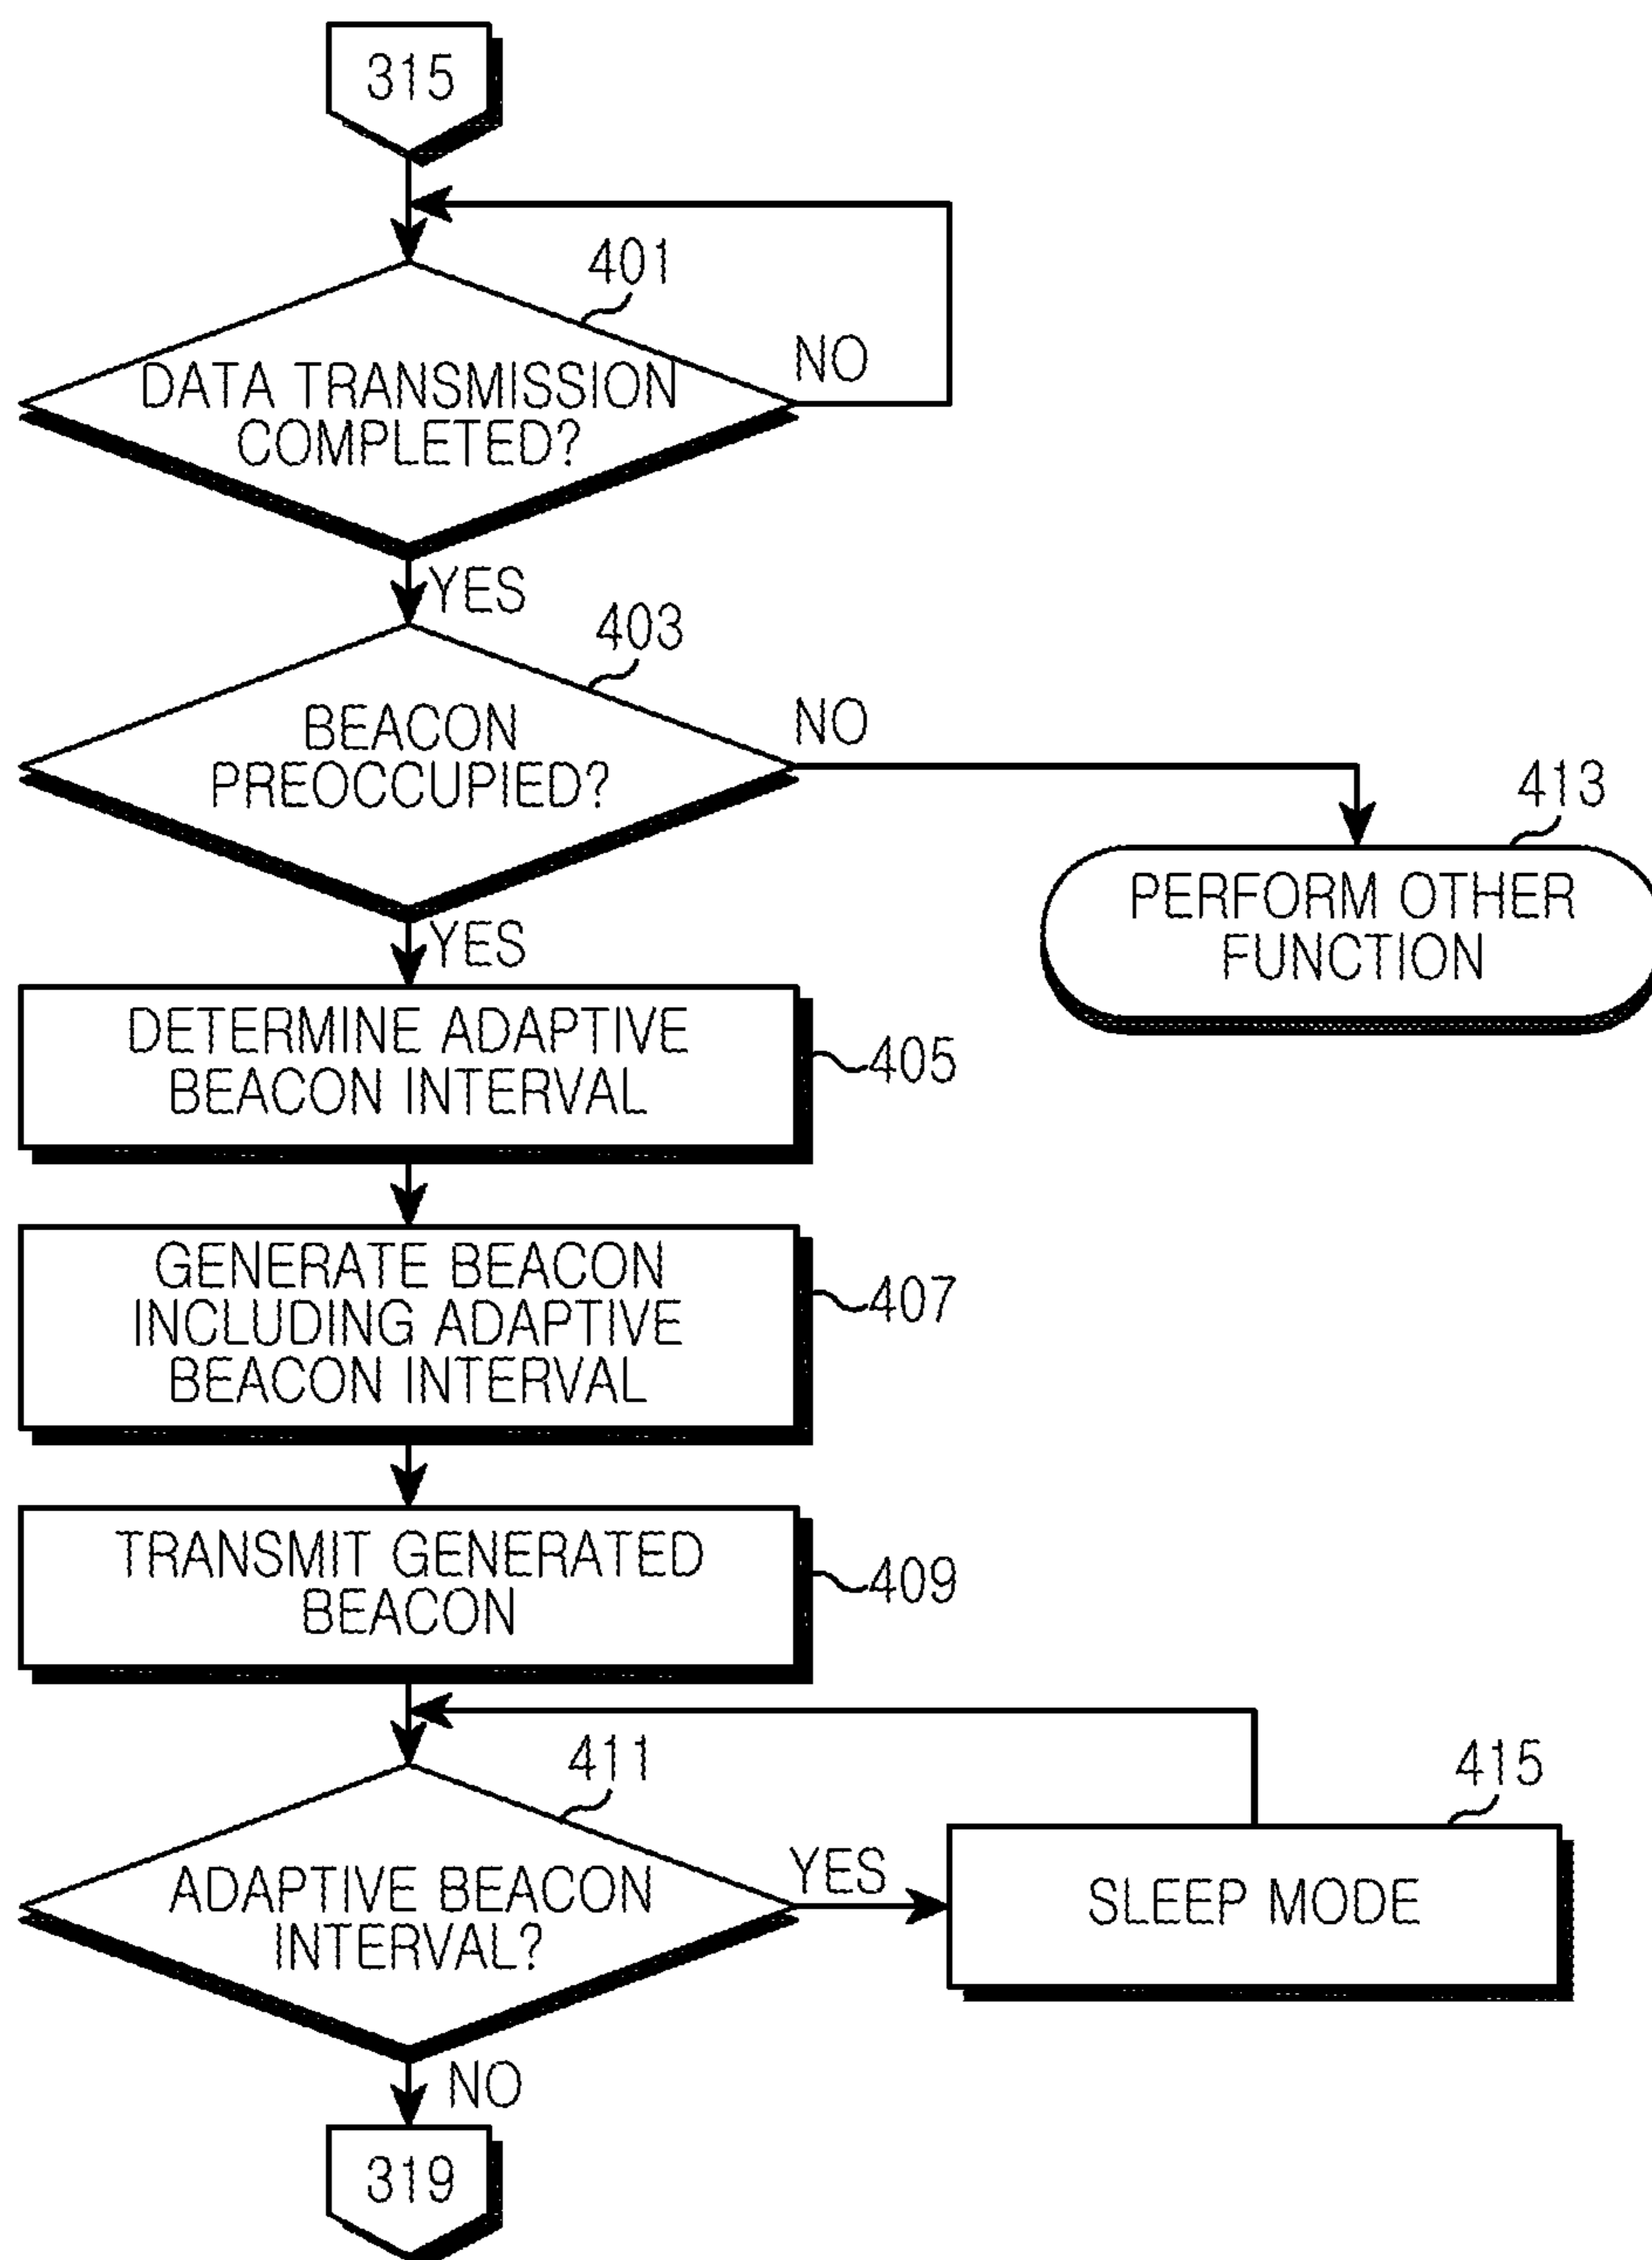 315
401
DATA TRANSMISSION
COMPLETED?
NO
YES
403
BEACON
PREOCCUPIED?
NO
413
PERFORM OTHER
FUNCTION
YES
DETERMINE ADAPTIVE
BEACON INTERVAL
405
GENERATE BEACON
INCLUDING ADAPTIVE
BEACON INTERVAL
407
TRANSMIT GENERATED
BEACON
409
411
ADAPTIVE BEACON
INTERVAL?
YES
415
SLEEP MODE
NO
319